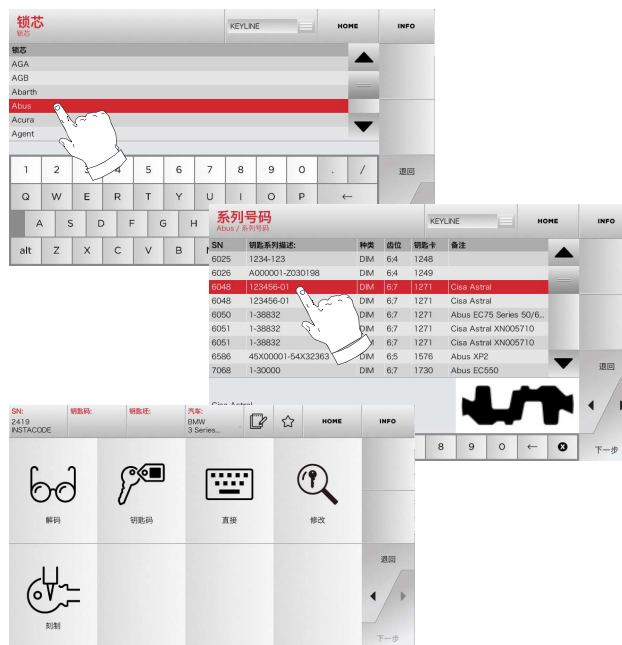 锁芯
锁芯
KEYLINE HOME INFO
锁芯
AGA
AGB
Abarth
Abus
Acura
Agent
退回
1 2 4 5 6 7 8 9 0 . /
Q W E R T Y U I O P ←
A S D F G H
alt Z X C V B
系列号码
Abus / 系列号码
KEYLINE HOME INFO
SN 钥匙系列描述: 种类 齿位 钥匙卡 备注
6025 1234-123 DIM 6;4 1248
6026 A000001-Z030198 DIM 6;4 1249
6048 123456-01 DIM 6;7 1271 Cisa Astral
6048 123456-01 DIM 6;7 1271 Cisa Astral
6050 1-38832 DIM 6;7 1271 Abus EC75 Series 50/6...
6051 1-38832 DIM 6;7 1271 Cisa Astral XN005710
6051 1-38832 DIM 6;7 1271 Cisa Astral XN005710
6586 45X00001-54X32363 DIM 6;5 1576 Abus XP2
7068 1-30000 DIM 6;7 1730 Abus EC550
退回
8 9 0 ←
下一步
SN: 钥匙码: 钥匙坯: 汽车:
2419 BMW
INSTACODE 3 Series...
HOME INFO
解码 钥匙码 直接 修改
退回
刻制
下一步